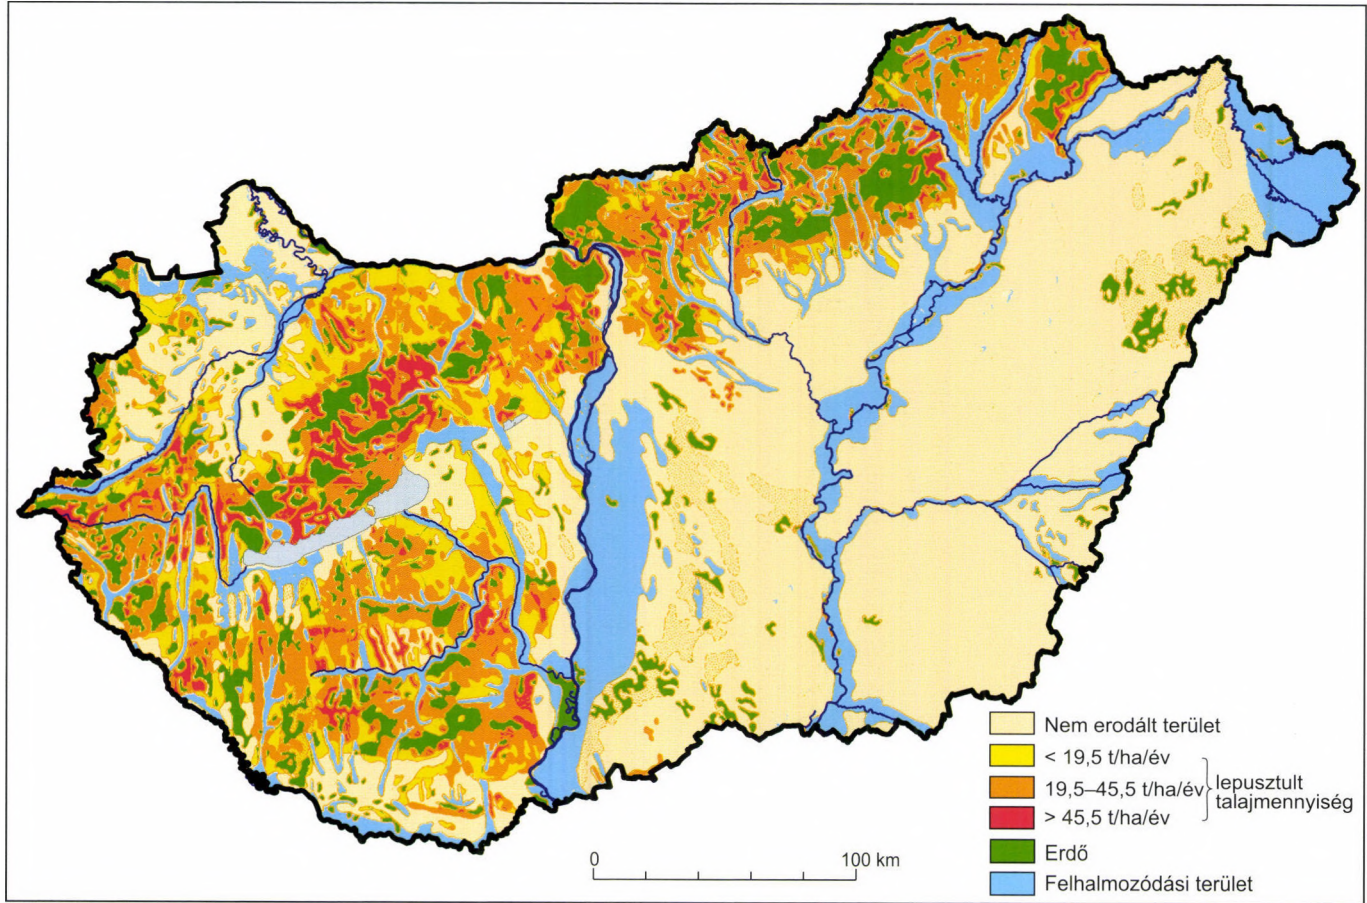 Nem erodált terület
< 19,5 t/ha/év
19,5–45,5 t/ha/év
> 45,5 t/ha/év
lepusztult
talajmennyiség
Erdő
Felhalmozódási terület
0
100 km